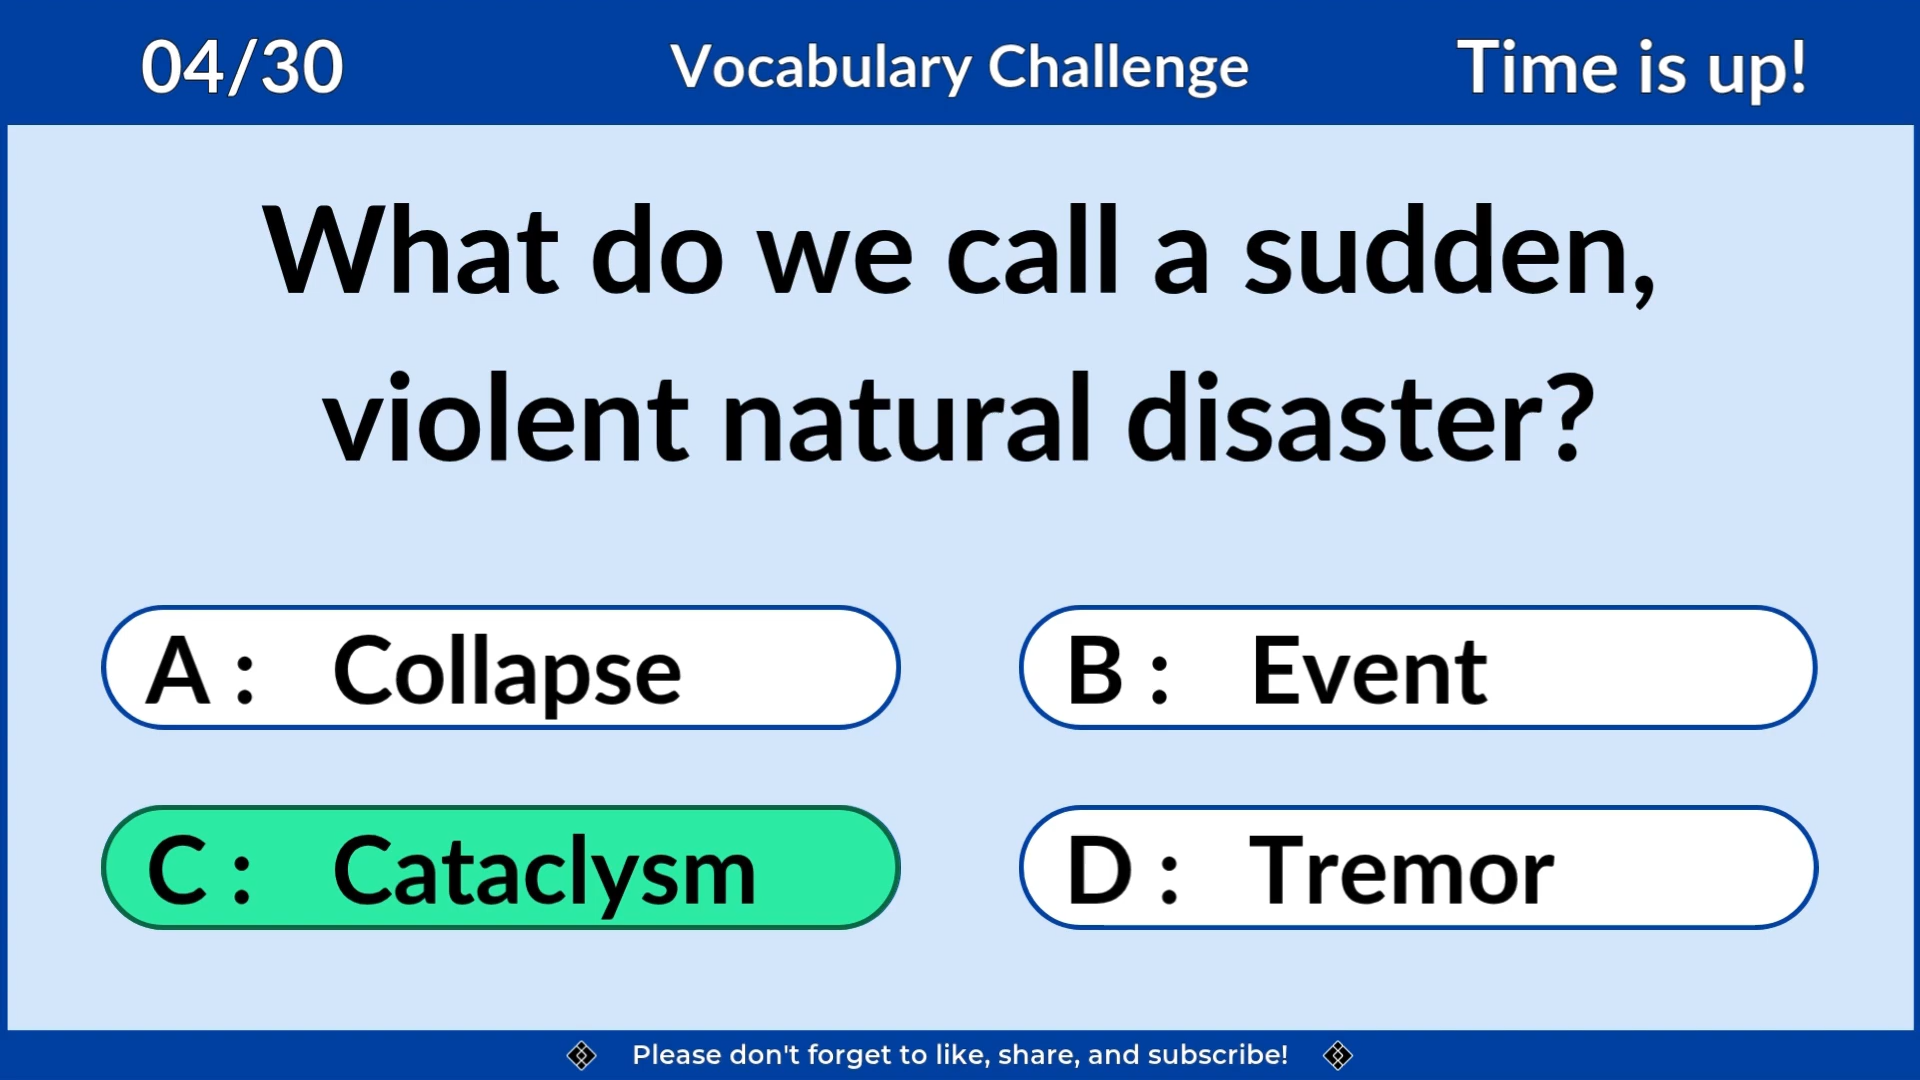 04/30
Vocabulary Challenge
Time is up!
What do we call a sudden,
violent natural disaster?
A : Collapse
B : Event
C : Cataclysm
D : Tremor
Please don't forget to like, share, and subscribe!